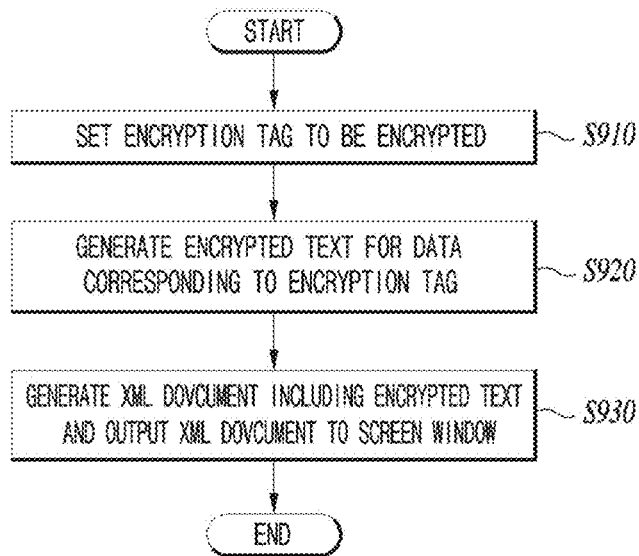 START
SET ENCRYPTION TAG TO BE ENCRYPTED
S910
GENERATE ENCRYPTED TEXT FOR DATA
CORRESPONDING TO ENCRYPTION TAG
S920
GENERATE XML DOVCUMENT INCLUDING ENCRYPTED TEXT
AND OUTPUT XML DOVCUMENT TO SCREEN WINDOW
S930
END